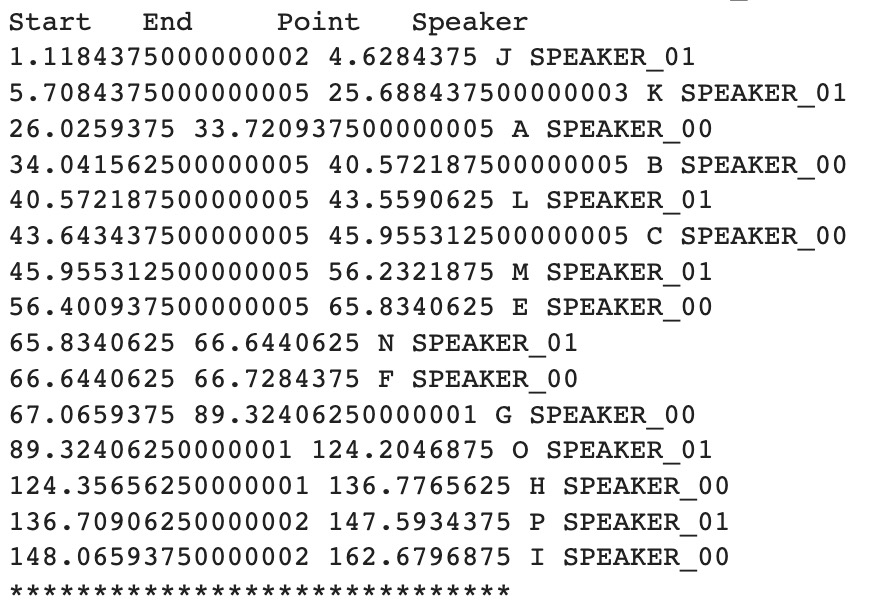 Start End Point Speaker
1.1184375000000002 4.6284375 J SPEAKER_01
5.7084375000000005 25.688437500000003 K SPEAKER_01
26.0259375 33.720937500000005 A SPEAKER_00
34.041562500000005 40.572187500000005 B SPEAKER_00
40.572187500000005 43.5590625 L SPEAKER_01
43.643437500000005 45.955312500000005 C SPEAKER_00
45.955312500000005 56.2321875 M SPEAKER_01
56.400937500000005 65.8340625 E SPEAKER_00
65.8340625 66.6440625 N SPEAKER_01
66.6440625 66.7284375 F SPEAKER_00
67.0659375 89.32406250000001 G SPEAKER_00
89.32406250000001 124.2046875 O SPEAKER_01
124.35656250000001 136.7765625 H SPEAKER_00
136.70906250000002 147.5934375 P SPEAKER_01
148.06593750000002 162.6796875 I SPEAKER_00
******************************